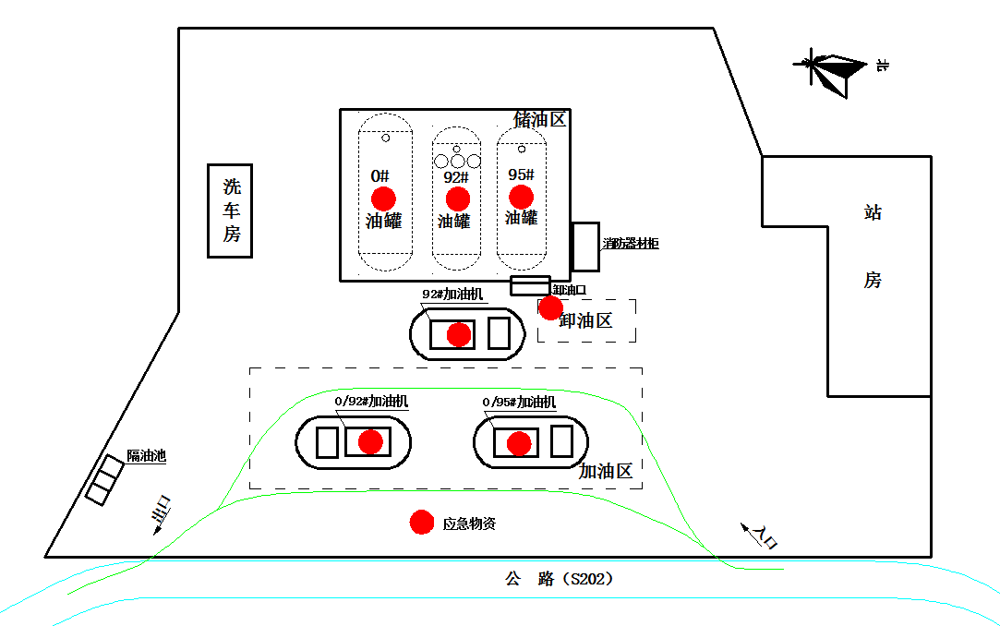 北
储油区
0#
油罐
92#
油罐
95#
油罐
洗车房
站房
消防器材柜
卸油口
卸油区
92#加油机
0/92#加油机
0/95#加油机
加油区
隔油池
出口
应急物资
入口
公 路（S202）